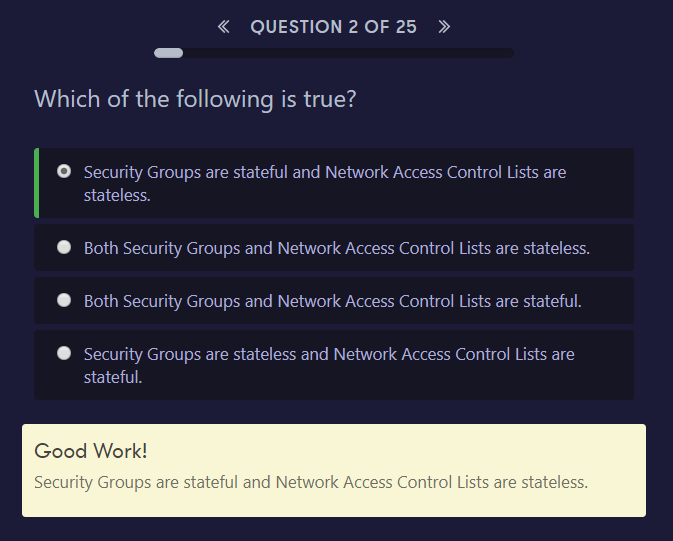 « QUESTION 2 OF 25 »
Which of the following is true?
Security Groups are stateful and Network Access Control Lists are
stateless.
Both Security Groups and Network Access Control Lists are stateless.
Both Security Groups and Network Access Control Lists are stateful.
Security Groups are stateless and Network Access Control Lists are
stateful.
Good Work!
Security Groups are stateful and Network Access Control Lists are stateless.